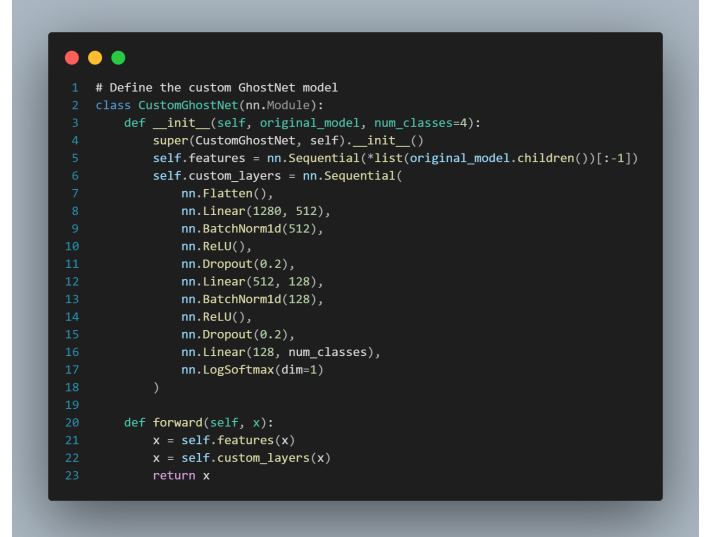 1 # Define the custom GhostNet model
2 class CustomGhostNet(nn.Module):
3     def __init__(self, original_model, num_classes=4):
4         super(CustomGhostNet, self).__init__()
5         self.features = nn.Sequential(*list(original_model.children())[:-1])
6         self.custom_layers = nn.Sequential(
7             nn.Flatten(),
8             nn.Linear(1280, 512),
9             nn.BatchNorm1d(512),
10             nn.ReLU(),
11             nn.Dropout(0.2),
12             nn.Linear(512, 128),
13             nn.BatchNorm1d(128),
14             nn.ReLU(),
15             nn.Dropout(0.2),
16             nn.Linear(128, num_classes),
17             nn.LogSoftmax(dim=1)
18         )
19
20     def forward(self, x):
21         x = self.features(x)
22         x = self.custom_layers(x)
23         return x